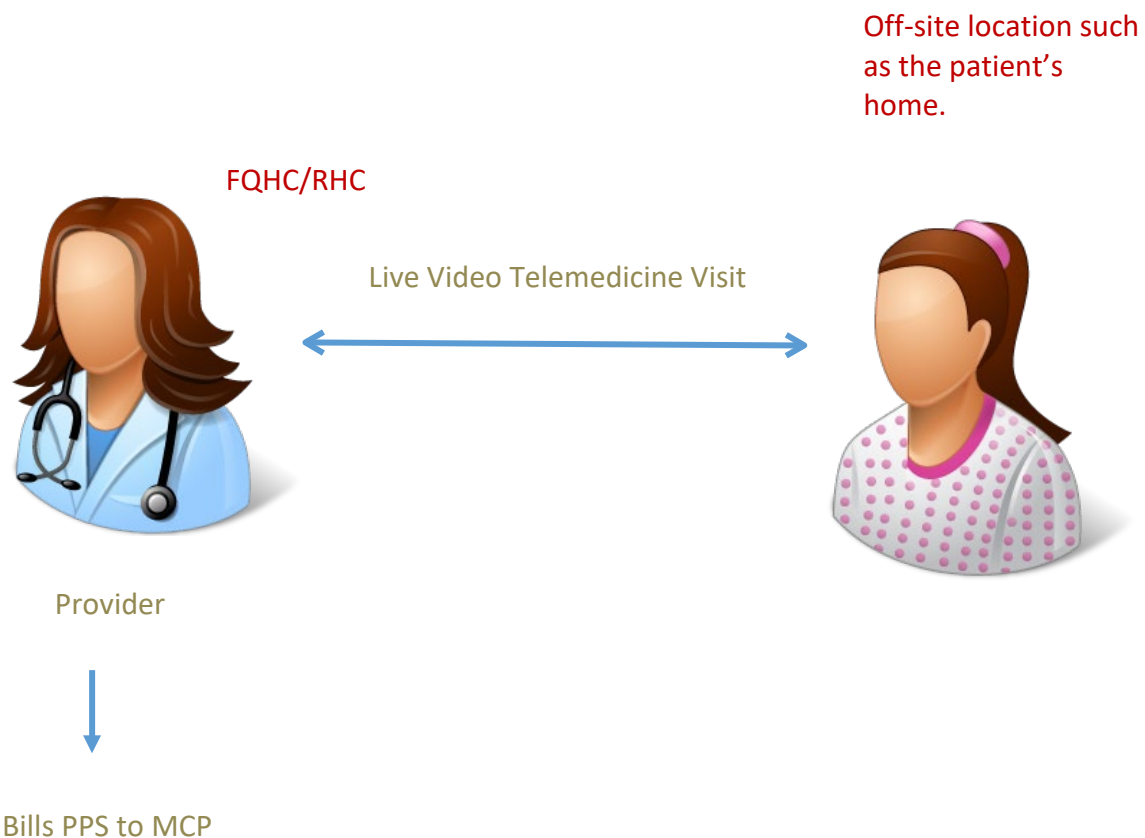 Off-site location such
as the patient’s
home.
FQHC/RHC
Live Video Telemedicine Visit
Provider
Bills PPS to MCP